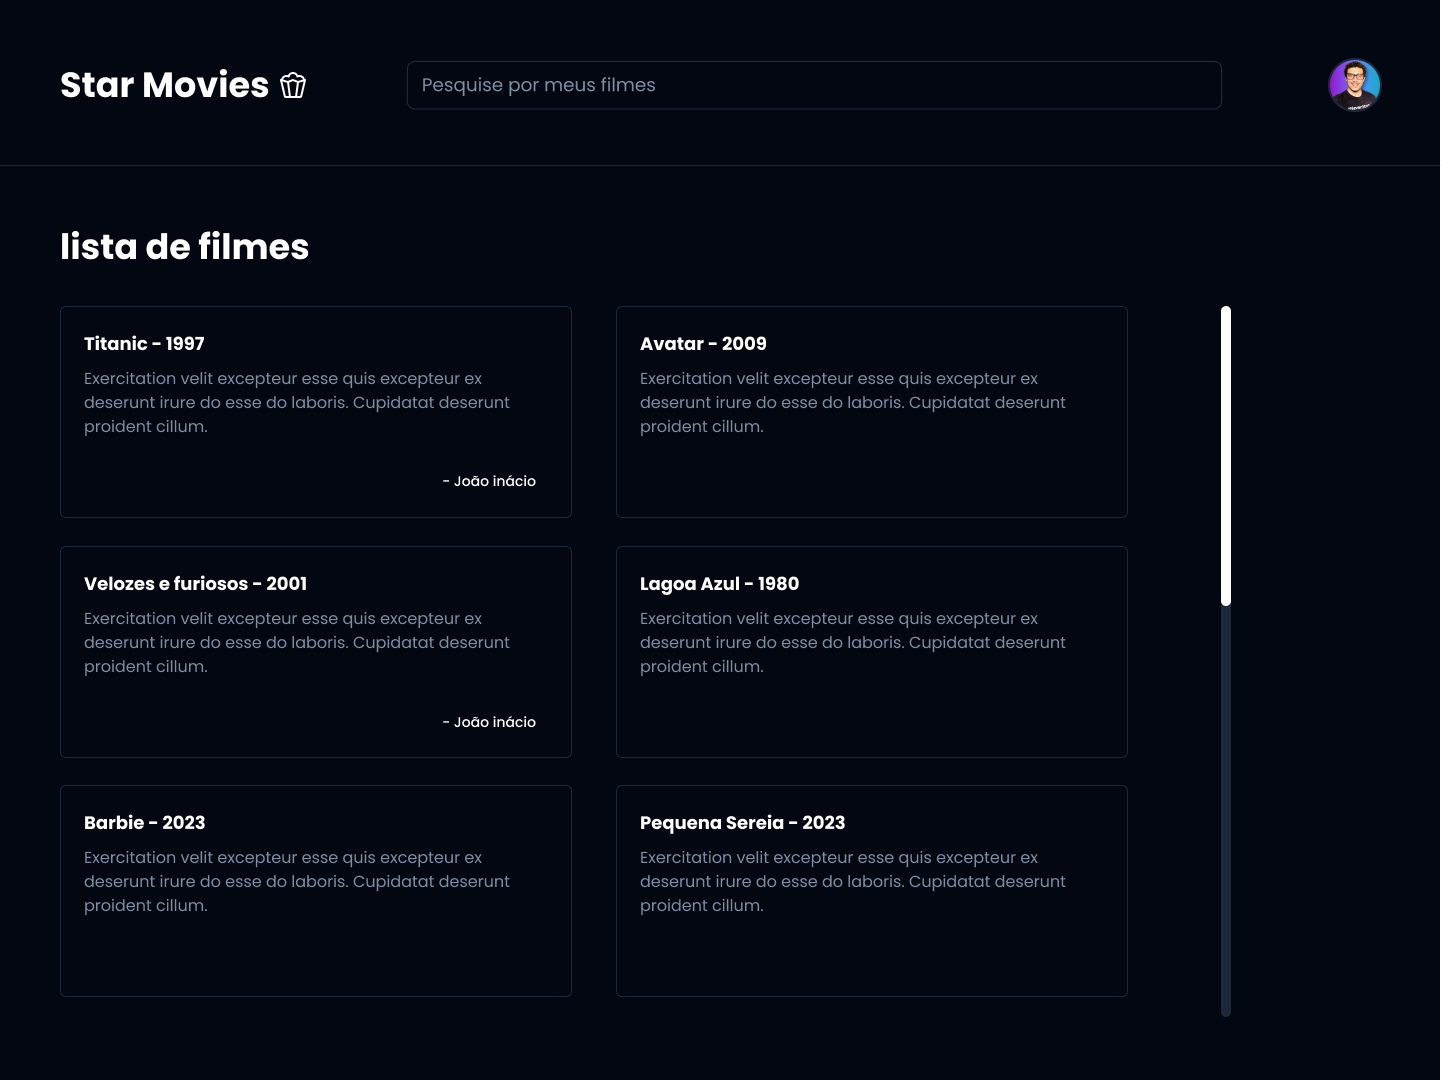 Star Movies
Pesquise por meus filmes
lista de filmes
Titanic - 1997
Exercitation velit excepteur esse quis excepteur ex
deserunt irure do esse do laboris. Cupidatat deserunt
proident cillum.
- João inácio
Avatar - 2009
Exercitation velit excepteur esse quis excepteur ex
deserunt irure do esse do laboris. Cupidatat deserunt
proident cillum.
Velozes e furiosos - 2001
Exercitation velit excepteur esse quis excepteur ex
deserunt irure do esse do laboris. Cupidatat deserunt
proident cillum.
- João inácio
Lagoa Azul - 1980
Exercitation velit excepteur esse quis excepteur ex
deserunt irure do esse do laboris. Cupidatat deserunt
proident cillum.
Barbie - 2023
Exercitation velit excepteur esse quis excepteur ex
deserunt irure do esse do laboris. Cupidatat deserunt
proident cillum.
Pequena Sereia - 2023
Exercitation velit excepteur esse quis excepteur ex
deserunt irure do esse do laboris. Cupidatat deserunt
proident cillum.